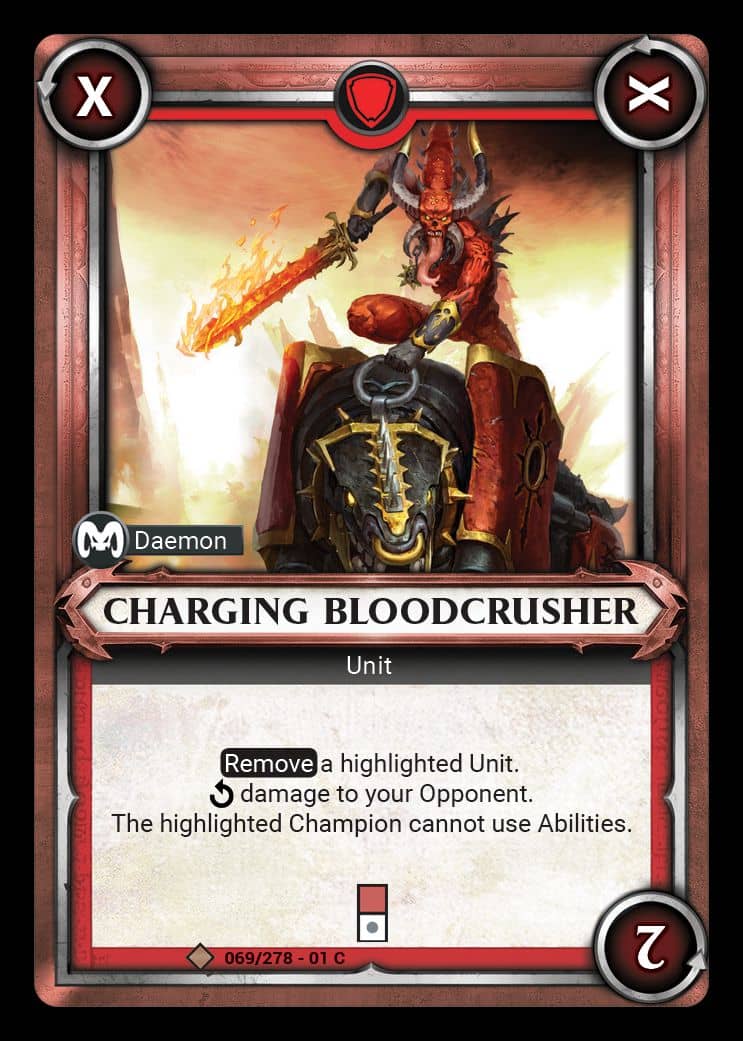 X
X
Daemon
CHARGING BLOODCRUSHER
Unit
Remove a highlighted Unit.
damage to your Opponent.
The highlighted Champion cannot use Abilities.
2
069/278 - 01 C